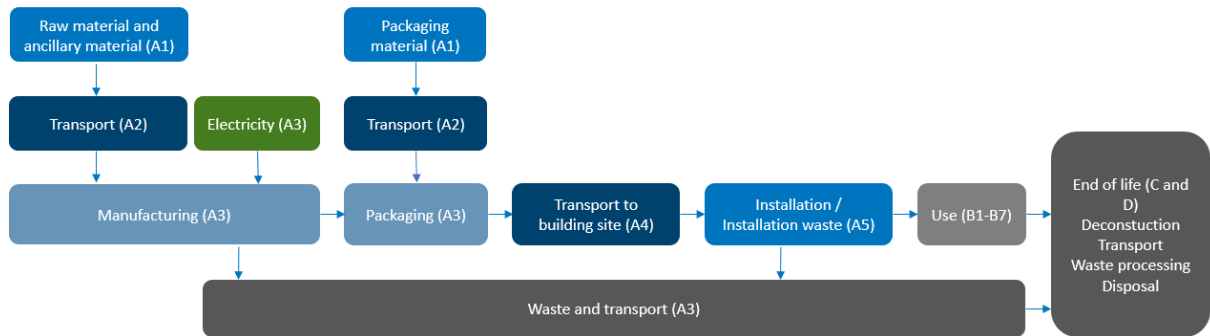 Raw material and
ancillary material (A1)
Packaging
material (A1)
Transport (A2)
Electricity (A3)
Transport (A2)
Manufacturing (A3)
Packaging (A3)
Transport to
building site (A4)
Installation /
Installation waste (A5)
Use (B1-B7)
End of life (C and
D)
Deconstuction
Transport
Waste processing
Disposal
Waste and transport (A3)